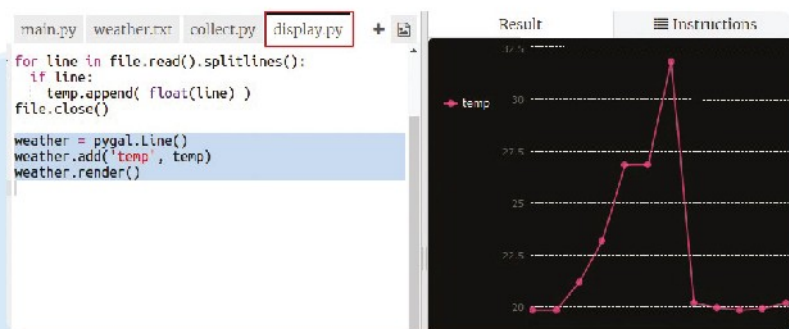 main.py weather.txt collect.py display.py +
for line in file.read().splitlines():
if line:
temp.append( float(line) )
file.close()
weather = pygal.Line()
weather.add('temp', temp)
weather.render()
Result Instructions
32.5
temp
30
27.5
25
22.5
20